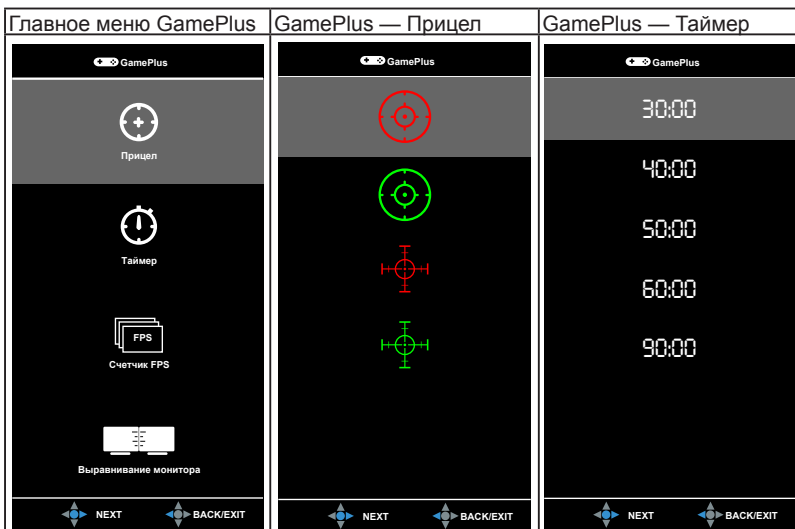 Главное меню GamePlus
GamePlus
Прицел
Таймер
FPS
Счетчик FPS
Выравнивание монитора
NEXT BACK/EXIT
GamePlus — Прицел
GamePlus
NEXT BACK/EXIT
GamePlus — Таймер
GamePlus
30:00
40:00
50:00
60:00
90:00
NEXT BACK/EXIT